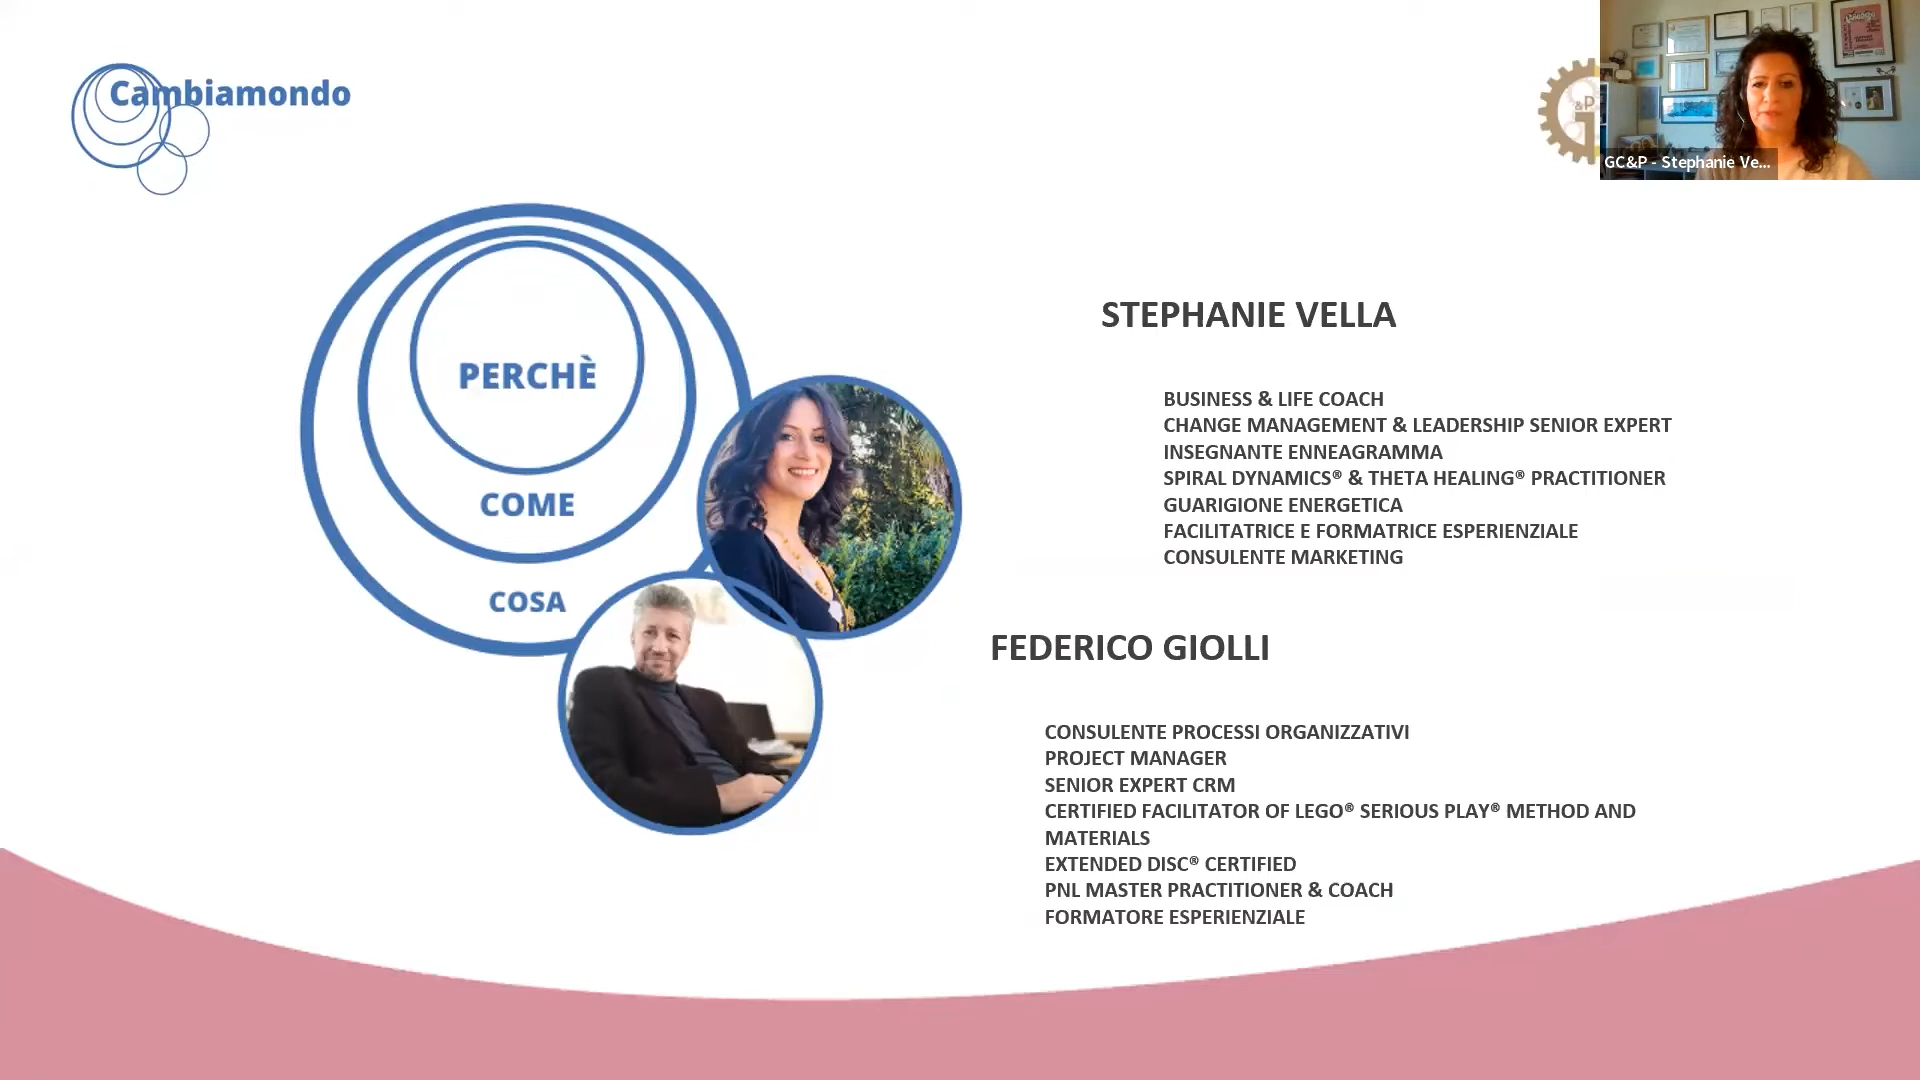 Cambiamondo
&P
GC&P - Stephanie Ve...
PERCHÈ
COME
COSA
STEPHANIE VELLA
BUSINESS & LIFE COACH
CHANGE MANAGEMENT & LEADERSHIP SENIOR EXPERT
INSEGNANTE ENNEAGRAMMA
SPIRAL DYNAMICS® & THETA HEALING® PRACTITIONER
GUARIGIONE ENERGETICA
FACILITATRICE E FORMATRICE ESPERIENZIALE
CONSULENTE MARKETING
FEDERICO GIOLLI
CONSULENTE PROCESSI ORGANIZZATIVI
PROJECT MANAGER
SENIOR EXPERT CRM
CERTIFIED FACILITATOR OF LEGO® SERIOUS PLAY® METHOD AND
MATERIALS
EXTENDED DISC® CERTIFIED
PNL MASTER PRACTITIONER & COACH
FORMATORE ESPERIENZIALE